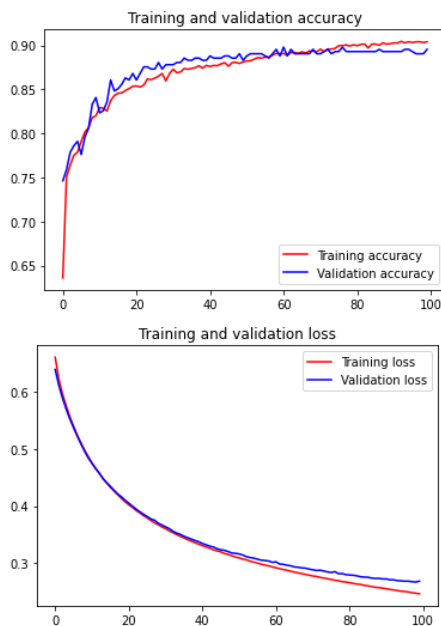 Training and validation accuracy
0.90
0.85
0.80
0.75
0.70
0.65
Training accuracy
Validation accuracy
0 20 40 60 80 100
Training and validation loss
Training loss
Validation loss
0.6
0.5
0.4
0.3
0 20 40 60 80 100